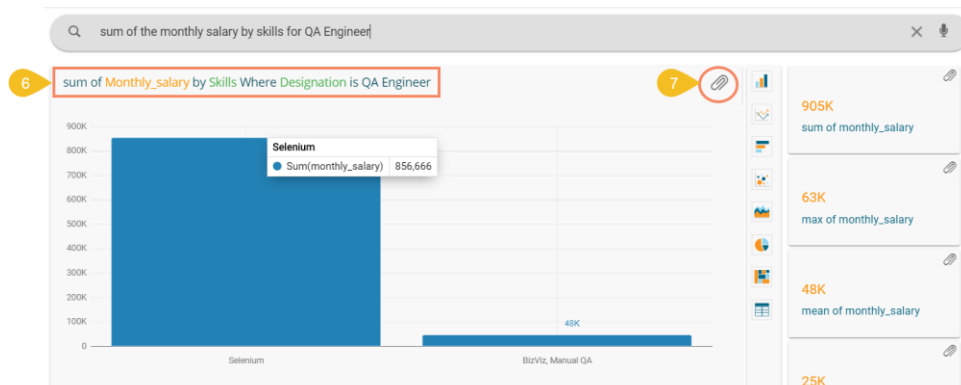 sum of the monthly salary by skills for QA Engineer
6
sum of Monthly_salary by Skills Where Designation is QA Engineer
7
900K
800K
700K
600K
500K
400K
300K
200K
100K
0
Selenium
Sum(monthly_salary) 856,666
48K
Selenium
BizViz, Manual QA
905K
sum of monthly_salary
63K
max of monthly_salary
48K
mean of monthly_salary
25K